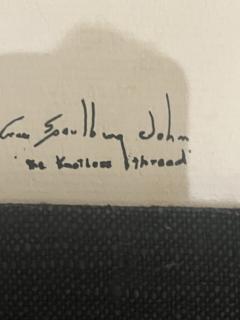 Grace Spaulding John
"The Knotless Thread"